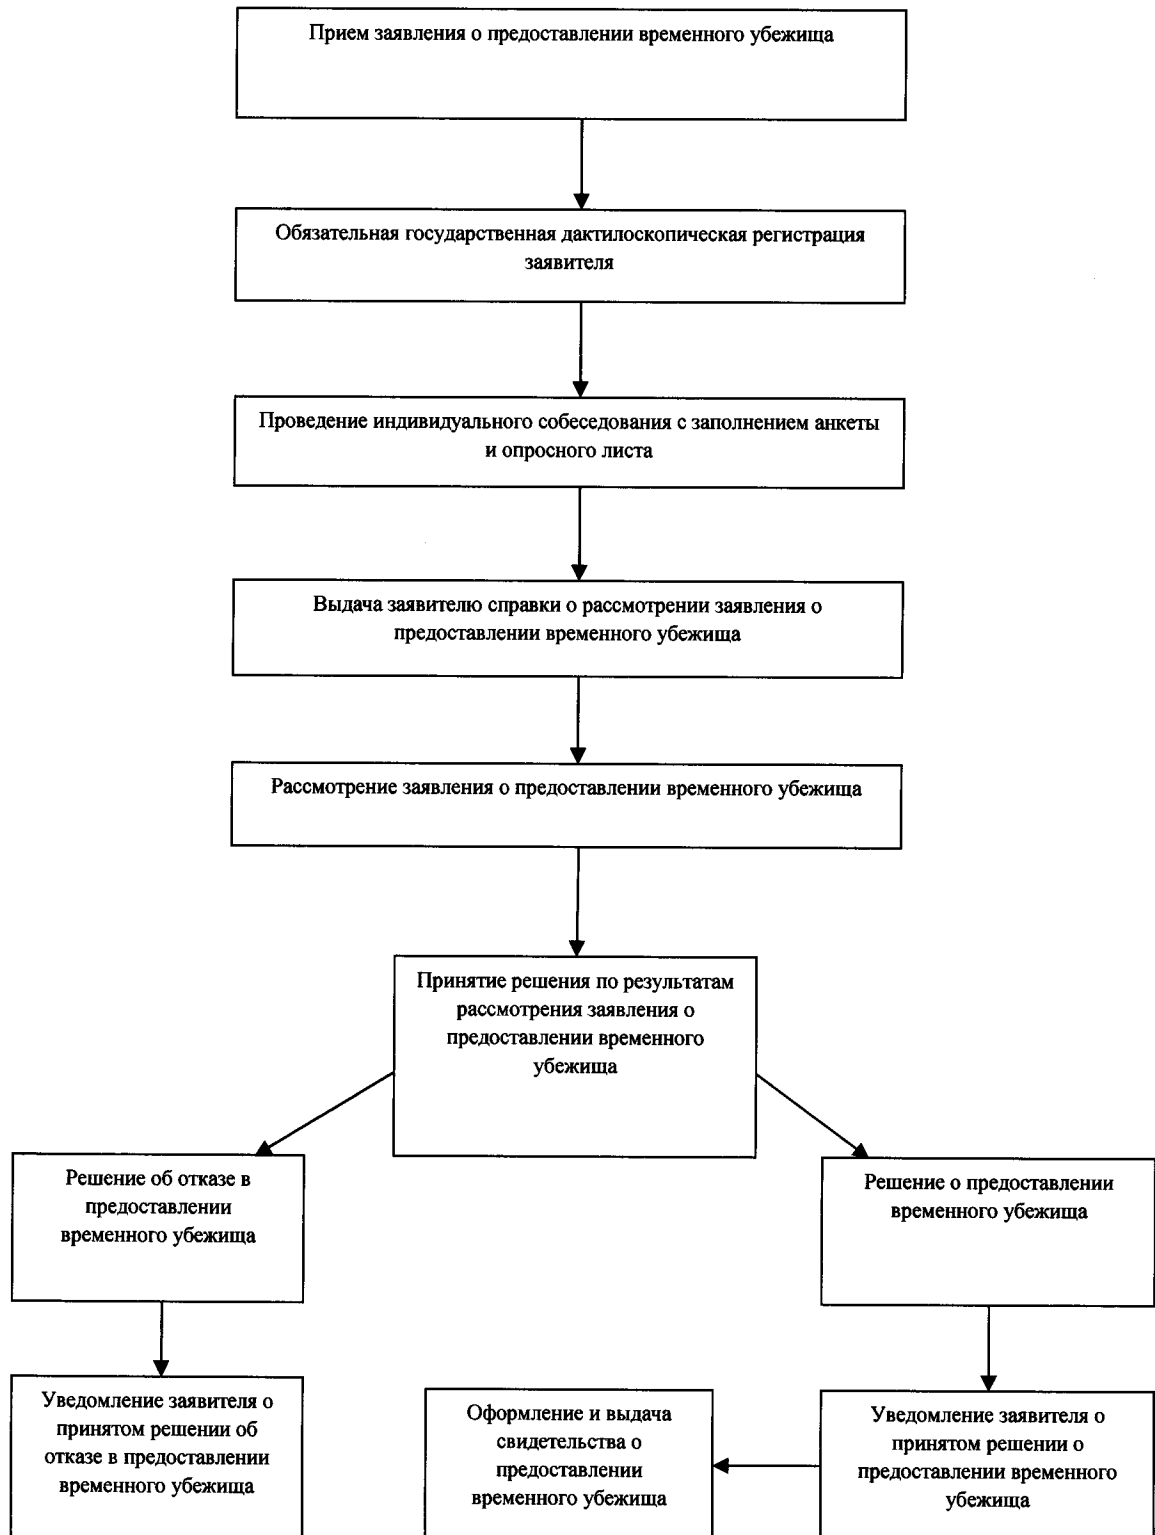 Прием заявления о предоставлении временного убежища
Обязательная государственная дактилоскопическая регистрация
заявителя
Проведение индивидуального собеседования с заполнением анкеты
и опросного листа
Выдача заявителю справки о рассмотрении заявления о
предоставлении временного убежища
Рассмотрение заявления о предоставлении временного убежища
Принятие решения по результатам
рассмотрения заявления о
предоставлении временного
убежища
Решение об отказе в
предоставлении
временного убежища
Решение о предоставлении
временного убежища
Уведомление заявителя о
принятом решении об
отказе в предоставлении
временного убежища
Оформление и выдача
свидетельства о
предоставлении
временного убежища
Уведомление заявителя о
принятом решении о
предоставлении временного
убежища